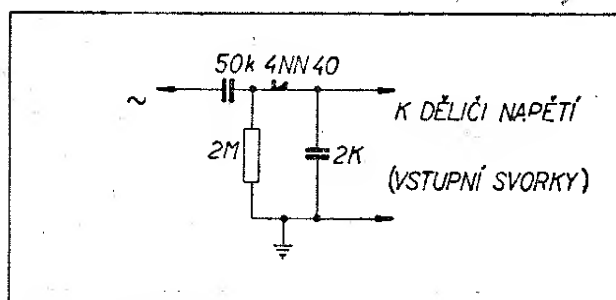 50k 4NN40
~
K DĚLIČI NAPĚTÍ
2M
2K
(VSTUPNÍ SVORKY)